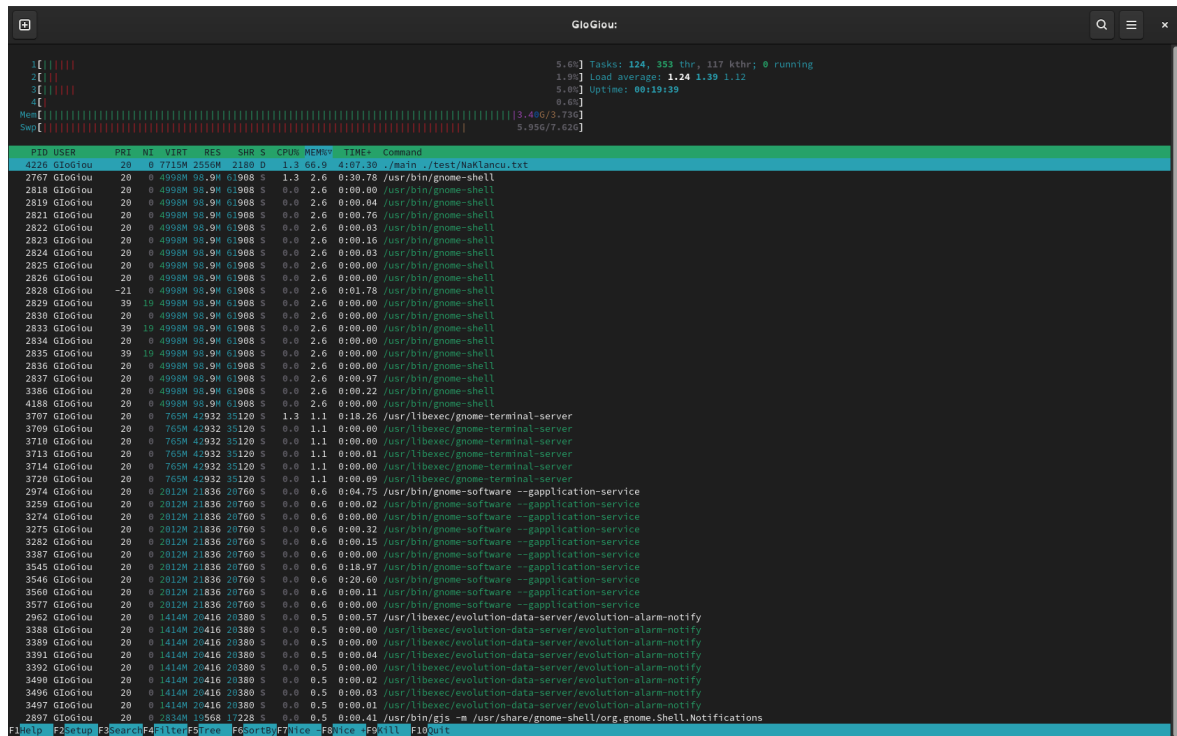 GIoGiou:
1[|||||| 5.6%] Tasks: 124, 353 thr, 117 kthr; 0 running
2[||| 1.9%] Load average: 1.24 1.39 1.12
3[|||||| 5.0%] Uptime: 00:19:39
4[| 0.6%]
Mem[ 3.40G/3.73G]
Swp[ 5.95G/7.62G]
PID USER PRI NI VIRT RES SHR S CPU% MEM%▽ TIME+ Command
4226 GIoGiou 20 0 7715M 2556M 2180 D 1.3 66.9 4:07.30 ./main ./test/NaKlancu.txt
2767 GIoGiou 20 0 4998M 98.9M 61908 S 1.3 2.6 0:30.78 /usr/bin/gnome-shell
2818 GIoGiou 20 0 4998M 98.9M 61908 S 0.0 2.6 0:00.00 /usr/bin/gnome-shell
2819 GIoGiou 20 0 4998M 98.9M 61908 S 0.0 2.6 0:00.04 /usr/bin/gnome-shell
2821 GIoGiou 20 0 4998M 98.9M 61908 S 0.0 2.6 0:00.76 /usr/bin/gnome-shell
2822 GIoGiou 20 0 4998M 98.9M 61908 S 0.0 2.6 0:00.03 /usr/bin/gnome-shell
2823 GIoGiou 20 0 4998M 98.9M 61908 S 0.0 2.6 0:00.16 /usr/bin/gnome-shell
2824 GIoGiou 20 0 4998M 98.9M 61908 S 0.0 2.6 0:00.03 /usr/bin/gnome-shell
2825 GIoGiou 20 0 4998M 98.9M 61908 S 0.0 2.6 0:00.00 /usr/bin/gnome-shell
2826 GIoGiou 20 0 4998M 98.9M 61908 S 0.0 2.6 0:00.00 /usr/bin/gnome-shell
2828 GIoGiou -21 0 4998M 98.9M 61908 S 0.0 2.6 0:01.78 /usr/bin/gnome-shell
2829 GIoGiou 39 19 4998M 98.9M 61908 S 0.0 2.6 0:00.00 /usr/bin/gnome-shell
2830 GIoGiou 20 0 4998M 98.9M 61908 S 0.0 2.6 0:00.00 /usr/bin/gnome-shell
2833 GIoGiou 39 19 4998M 98.9M 61908 S 0.0 2.6 0:00.00 /usr/bin/gnome-shell
2834 GIoGiou 20 0 4998M 98.9M 61908 S 0.0 2.6 0:00.00 /usr/bin/gnome-shell
2835 GIoGiou 39 19 4998M 98.9M 61908 S 0.0 2.6 0:00.00 /usr/bin/gnome-shell
2836 GIoGiou 20 0 4998M 98.9M 61908 S 0.0 2.6 0:00.00 /usr/bin/gnome-shell
2837 GIoGiou 20 0 4998M 98.9M 61908 S 0.0 2.6 0:00.97 /usr/bin/gnome-shell
3386 GIoGiou 20 0 4998M 98.9M 61908 S 0.0 2.6 0:00.22 /usr/bin/gnome-shell
4188 GIoGiou 20 0 4998M 98.9M 61908 S 0.0 2.6 0:00.00 /usr/bin/gnome-shell
3707 GIoGiou 20 0 765M 42932 35120 S 1.3 1.1 0:18.26 /usr/libexec/gnome-terminal-server
3709 GIoGiou 20 0 765M 42932 35120 S 0.0 1.1 0:00.00 /usr/libexec/gnome-terminal-server
3710 GIoGiou 20 0 765M 42932 35120 S 0.0 1.1 0:00.00 /usr/libexec/gnome-terminal-server
3713 GIoGiou 20 0 765M 42932 35120 S 0.0 1.1 0:00.01 /usr/libexec/gnome-terminal-server
3714 GIoGiou 20 0 765M 42932 35120 S 0.0 1.1 0:00.00 /usr/libexec/gnome-terminal-server
3720 GIoGiou 20 0 765M 42932 35120 S 0.0 1.1 0:00.09 /usr/libexec/gnome-terminal-server
2974 GIoGiou 20 0 2012M 21836 20760 S 0.0 0.6 0:04.75 /usr/bin/gnome-software --gapplication-service
3259 GIoGiou 20 0 2012M 21836 20760 S 0.0 0.6 0:00.02 /usr/bin/gnome-software --gapplication-service
3274 GIoGiou 20 0 2012M 21836 20760 S 0.0 0.6 0:00.00 /usr/bin/gnome-software --gapplication-service
3275 GIoGiou 20 0 2012M 21836 20760 S 0.0 0.6 0:00.32 /usr/bin/gnome-software --gapplication-service
3282 GIoGiou 20 0 2012M 21836 20760 S 0.0 0.6 0:00.15 /usr/bin/gnome-software --gapplication-service
3387 GIoGiou 20 0 2012M 21836 20760 S 0.0 0.6 0:00.00 /usr/bin/gnome-software --gapplication-service
3545 GIoGiou 20 0 2012M 21836 20760 S 0.0 0.6 0:18.97 /usr/bin/gnome-software --gapplication-service
3546 GIoGiou 20 0 2012M 21836 20760 S 0.0 0.6 0:20.60 /usr/bin/gnome-software --gapplication-service
3560 GIoGiou 20 0 2012M 21836 20760 S 0.0 0.6 0:00.11 /usr/bin/gnome-software --gapplication-service
3577 GIoGiou 20 0 2012M 21836 20760 S 0.0 0.6 0:00.00 /usr/bin/gnome-software --gapplication-service
2962 GIoGiou 20 0 1414M 20416 20380 S 0.0 0.5 0:00.57 /usr/libexec/evolution-data-server/evolution-alarm-notify
3388 GIoGiou 20 0 1414M 20416 20380 S 0.0 0.5 0:00.00 /usr/libexec/evolution-data-server/evolution-alarm-notify
3389 GIoGiou 20 0 1414M 20416 20380 S 0.0 0.5 0:00.00 /usr/libexec/evolution-data-server/evolution-alarm-notify
3391 GIoGiou 20 0 1414M 20416 20380 S 0.0 0.5 0:00.04 /usr/libexec/evolution-data-server/evolution-alarm-notify
3392 GIoGiou 20 0 1414M 20416 20380 S 0.0 0.5 0:00.00 /usr/libexec/evolution-data-server/evolution-alarm-notify
3490 GIoGiou 20 0 1414M 20416 20380 S 0.0 0.5 0:00.02 /usr/libexec/evolution-data-server/evolution-alarm-notify
3496 GIoGiou 20 0 1414M 20416 20380 S 0.0 0.5 0:00.03 /usr/libexec/evolution-data-server/evolution-alarm-notify
3497 GIoGiou 20 0 1414M 20416 20380 S 0.0 0.5 0:00.01 /usr/libexec/evolution-data-server/evolution-alarm-notify
2897 GIoGiou 20 0 2834M 19568 17228 S 0.0 0.5 0:00.41 /usr/bin/gjs -m /usr/share/gnome-shell/org.gnome.Shell.Notifications
F1Help F2Setup F3SearchF4FilterF5Tree F6SortByF7Nice -F8Nice +F9Kill F10Quit